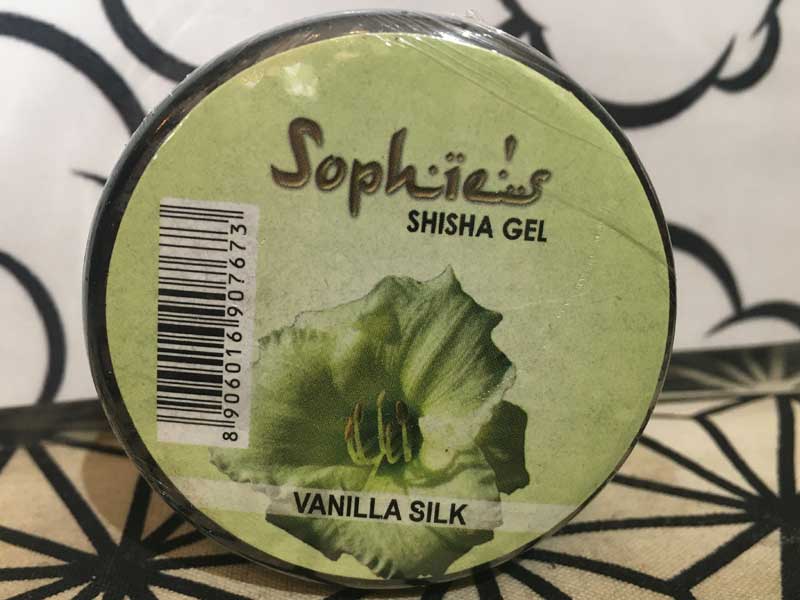 Sophie's
SHISHA GEL
8906016907673
VANILLA SILK